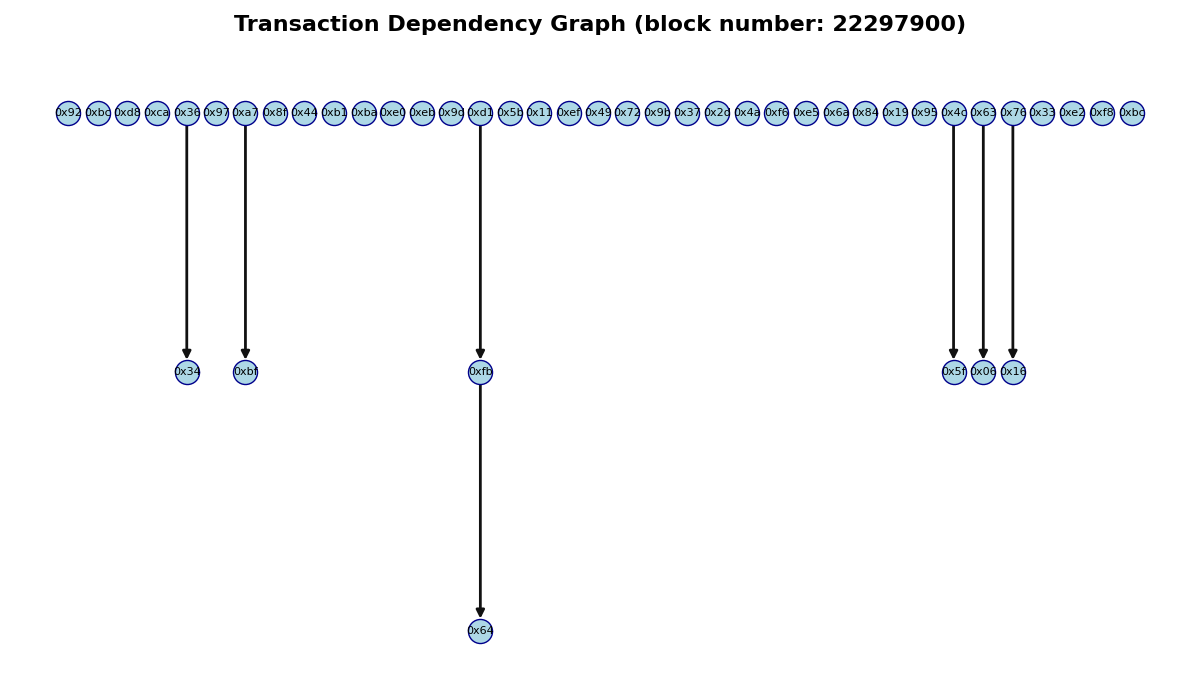 Transaction Dependency Graph (block number: 22297900)
0x92 0xbc 0xd8 0xca 0x36 0x97 0xa7 0x8f 0x44 0xb1 0xba 0xe0 0xeb 0x9d 0xd1 0x5b 0x11 0xef 0x49 0x72 0x9b 0x37 0x2d 0x4a 0xf6 0xe5 0x6a 0x84 0x19 0x95 0x4c 0x63 0x76 0x33 0xe2 0xf8 0xbc
0x34 0xbf 0xfb 0x5f 0x06 0x16
0x64